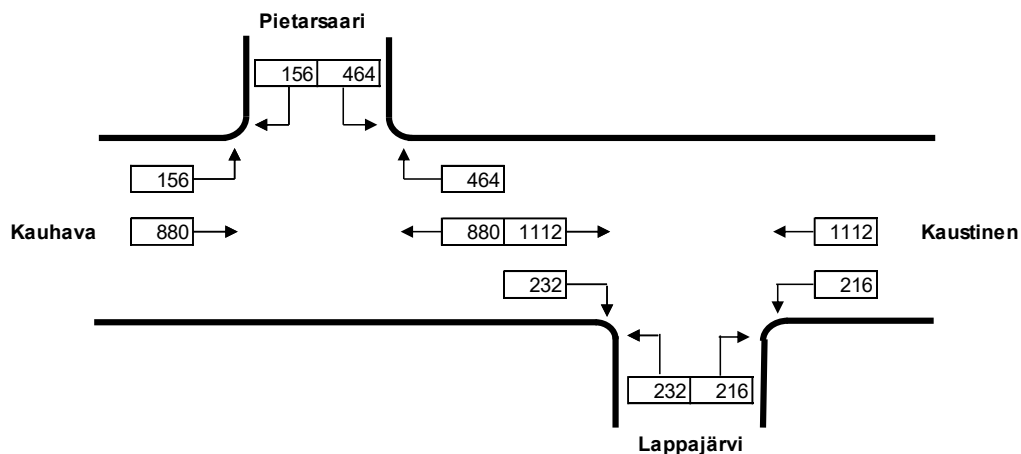 Pietarsaari
156 464
156 464
Kauhava 880 880 1112 1112 Kaustinen
232 216
232 216
Lappajärvi